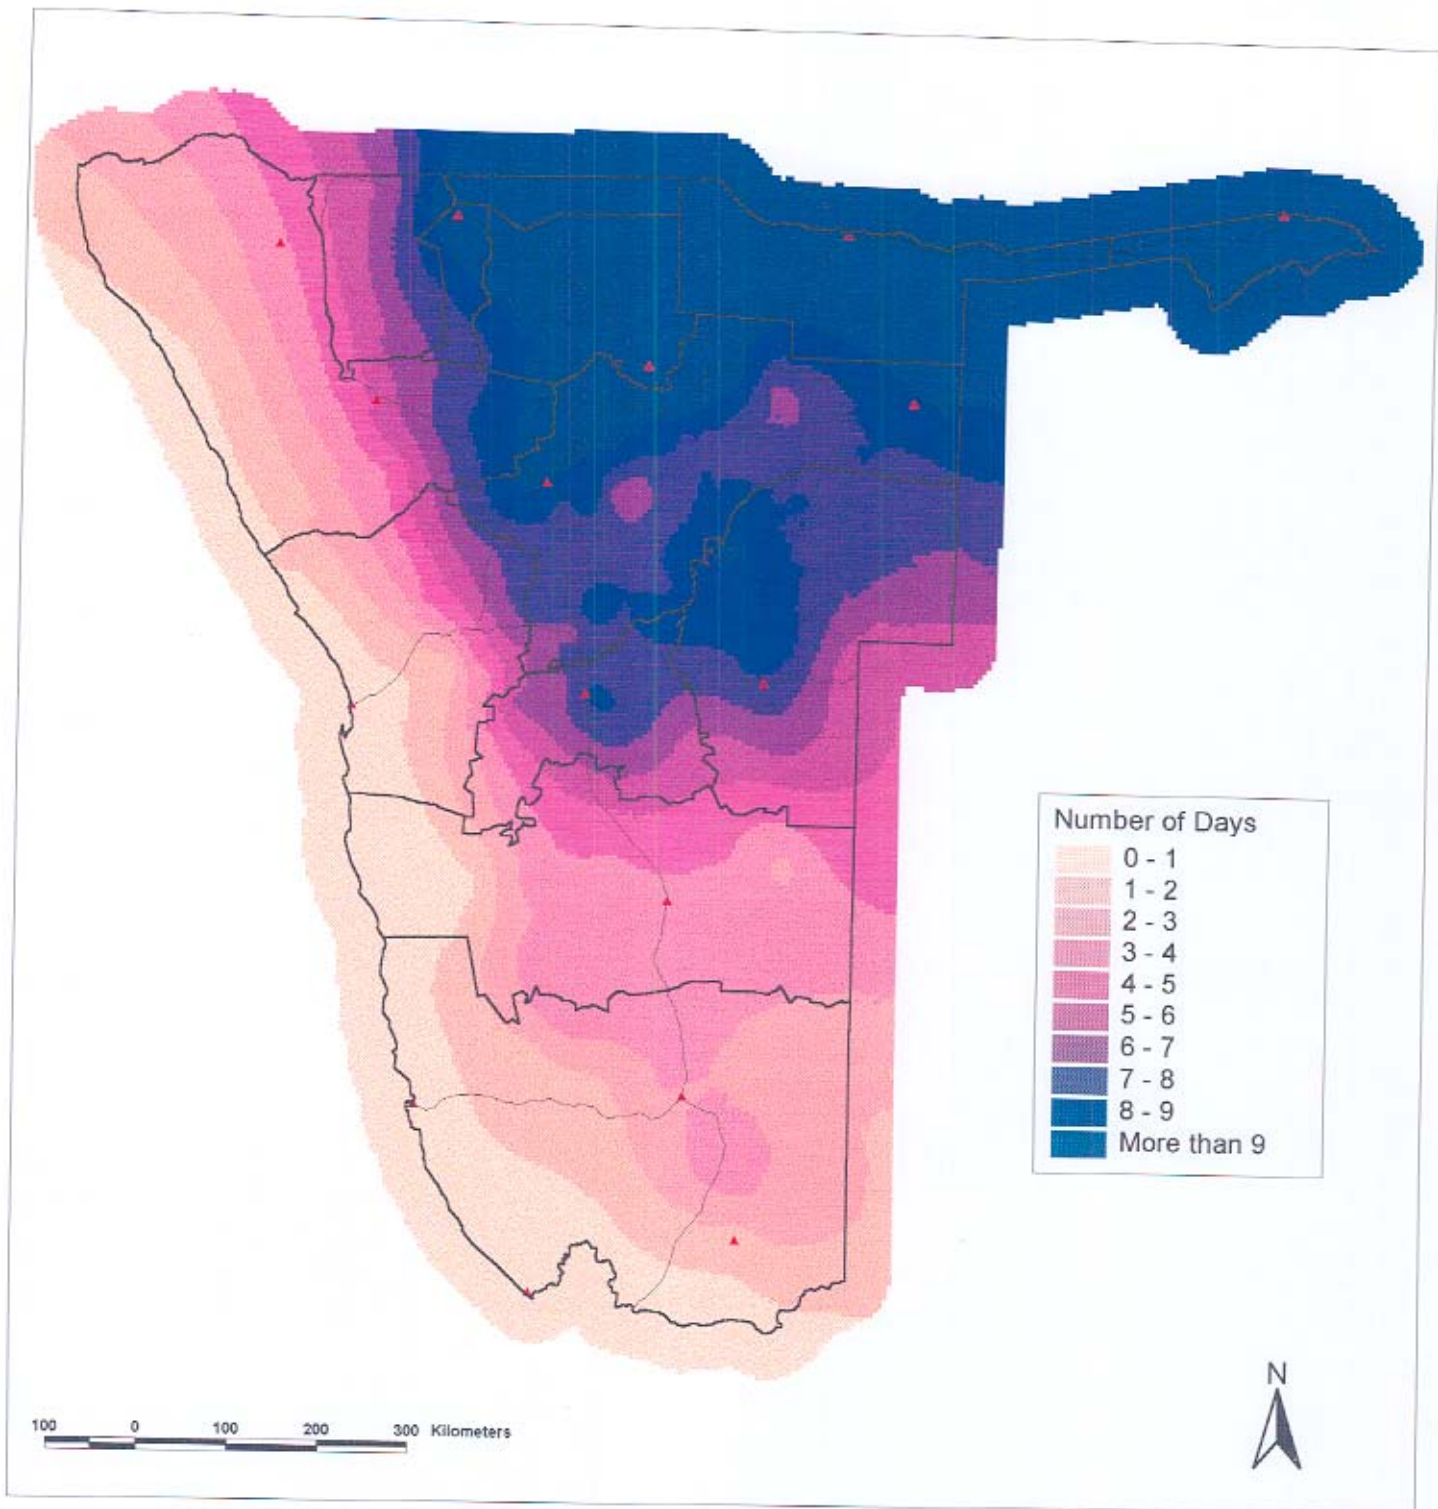 Number of Days
0 - 1
1 - 2
2 - 3
3 - 4
4 - 5
5 - 6
6 - 7
7 - 8
8 - 9
More than 9
N
100 0 100 200 300 Kilometers